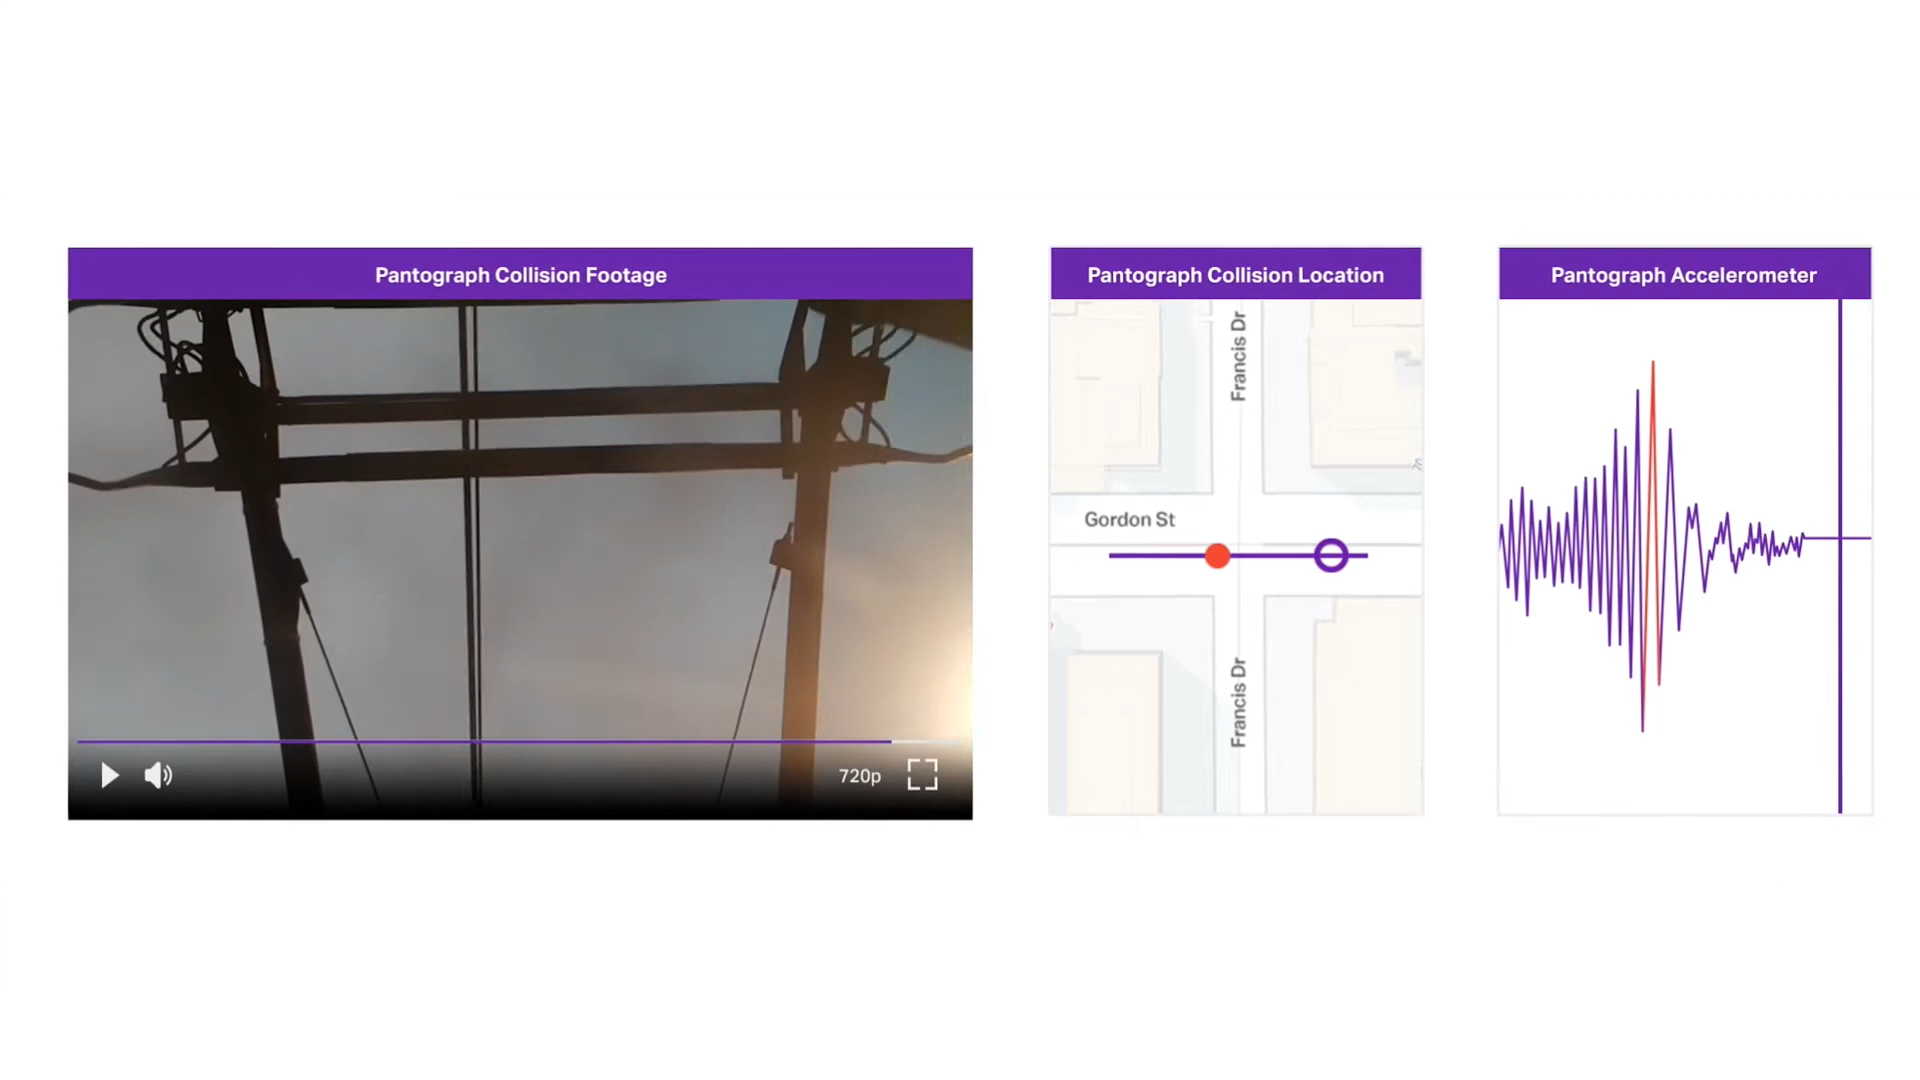 Pantograph Collision Footage
720p
Pantograph Collision Location
Francis Dr
Gordon St
Francis Dr
Pantograph Accelerometer